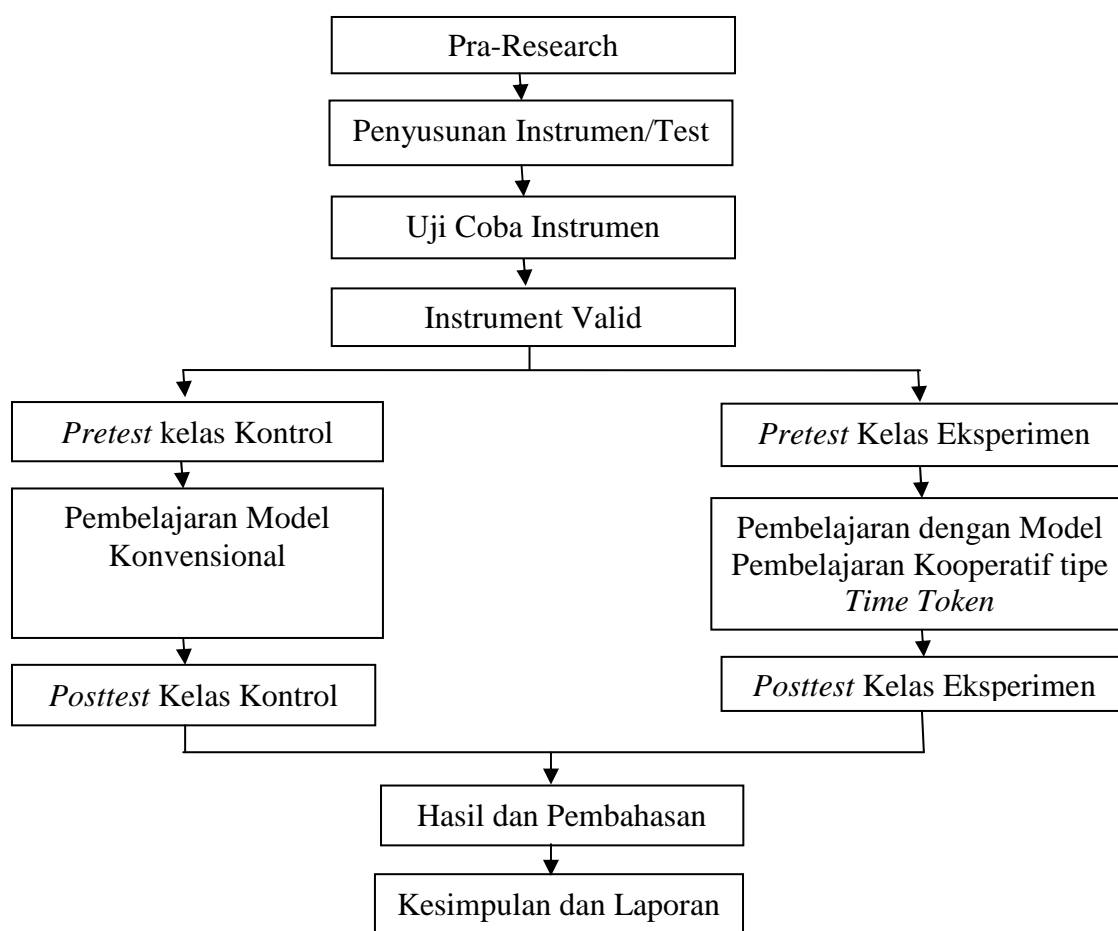 Pra-Research
Penyusunan Instrumen/Test
Uji Coba Instrumen
Instrument Valid
Pretest kelas Kontrol
Pretest Kelas Eksperimen
Pembelajaran Model
Konvensional
Pembelajaran dengan Model
Pembelajaran Kooperatif tipe
Time Token
Posttest Kelas Kontrol
Posttest Kelas Eksperimen
Hasil dan Pembahasan
Kesimpulan dan Laporan